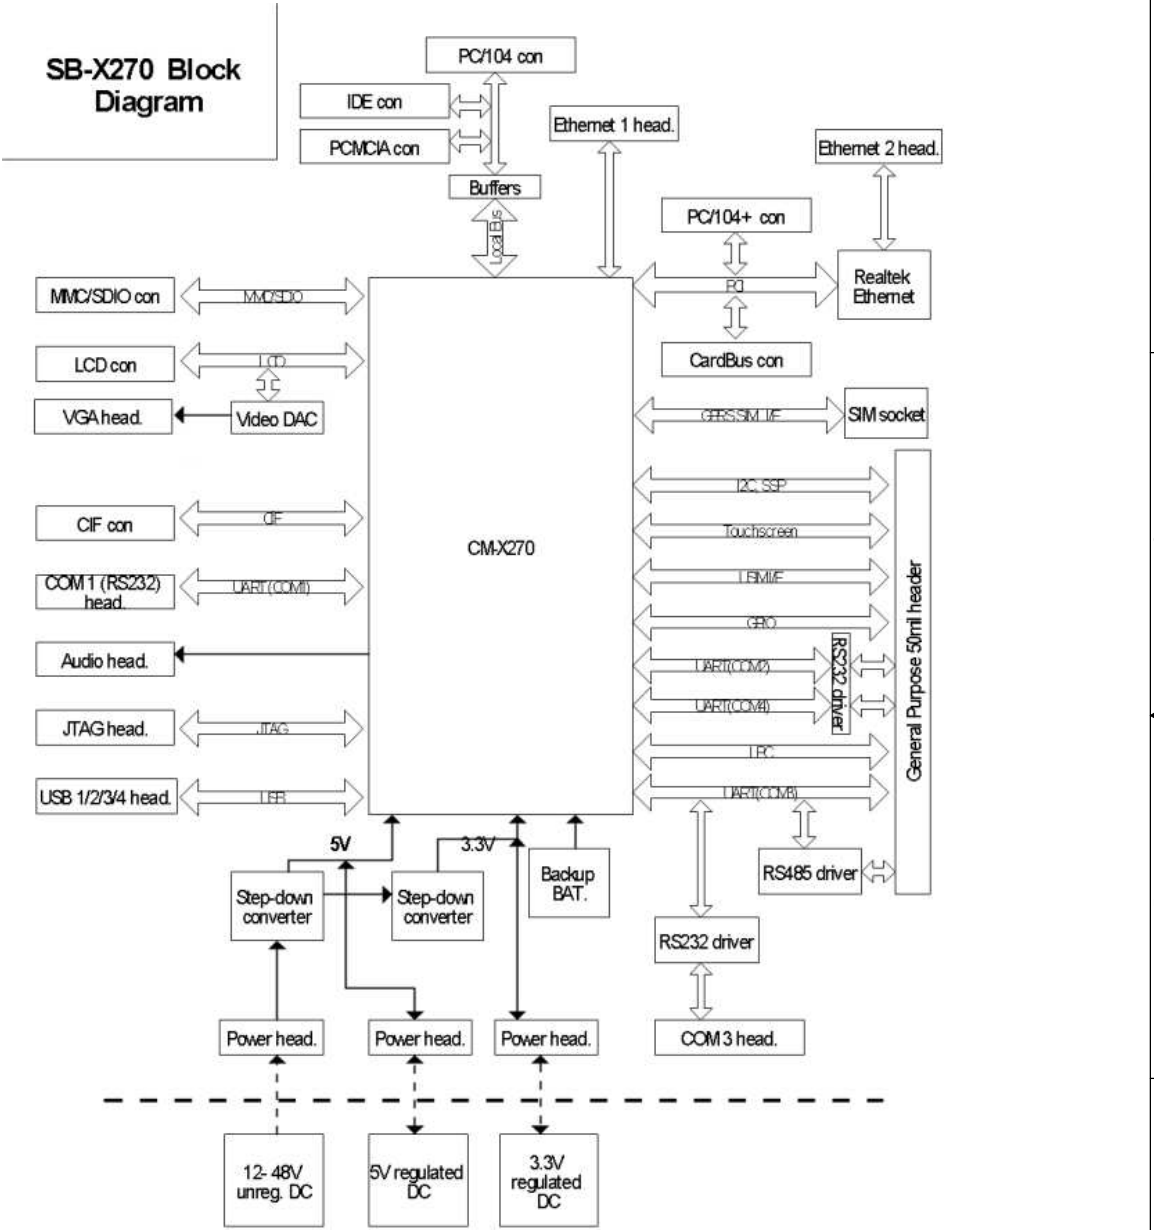 SB-X270 Block
Diagram
PC/104 con
IDE con
PCMCIA con
Buffers
Local Bus
Ethernet 1 head.
Ethernet 2 head.
PC/104+ con
PCI
Realtek
Ethernet
CardBus con
MMC/SDIO con
MMC/SDIO
LCD con
LCD
VGA head.
Video DAC
GPRS SIM I/F
SIM socket
CIF con
CIF
COM 1 (RS232)
head.
UART(COM1)
Audio head.
JTAG head.
JTAG
USB 1/2/3/4 head.
USB
CM-X270
I2C, SSP
Touchscreen
USIM I/F
GPIO
UART(COM2)
UART(COM4)
RS232 driver
LPC
UART(COM3)
General Purpose 50mil header
RS485 driver
RS232 driver
COM 3 head.
5V
3.3V
Step-down
converter
Step-down
converter
Backup
BAT.
Power head.
Power head.
Power head.
12- 48V
unreg. DC
5V regulated
DC
3.3V
regulated
DC